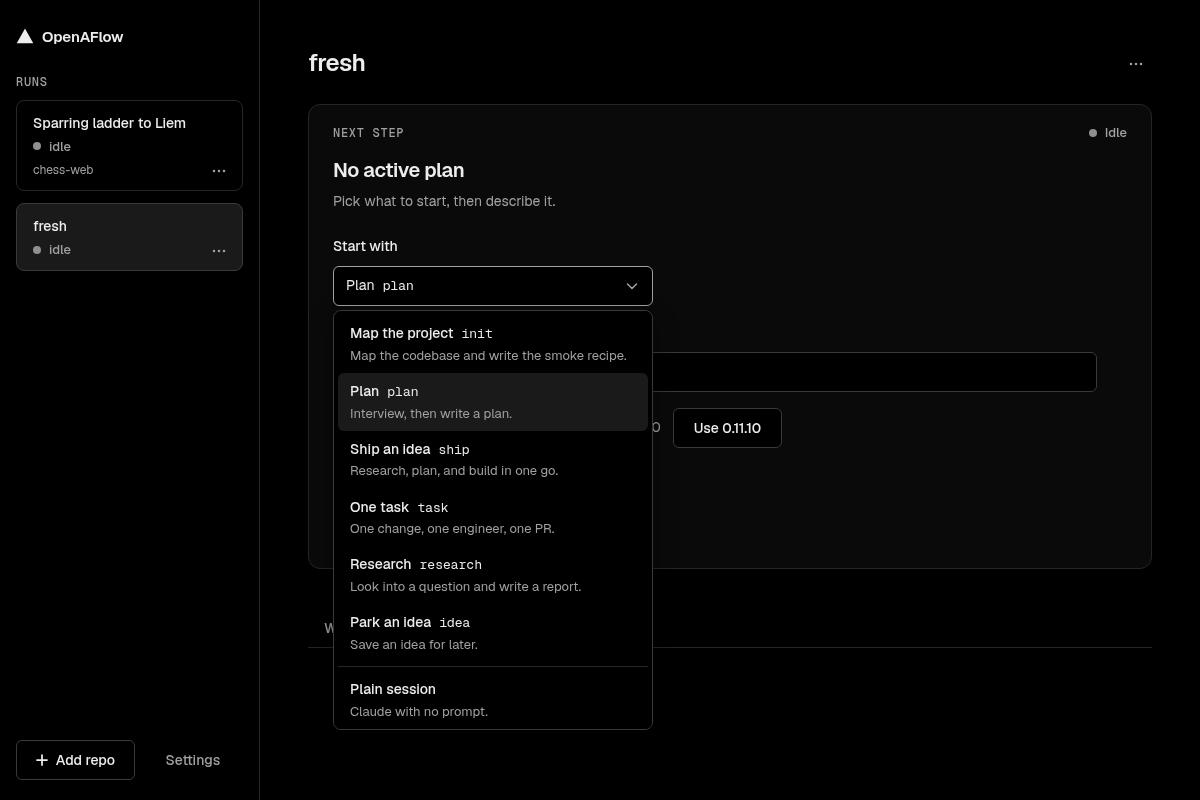 OpenAFlow
RUNS
Sparring ladder to Liem
idle
chess-web
fresh
idle
Add repo
Settings
fresh
NEXT STEP
Idle
No active plan
Pick what to start, then describe it.
Start with
Plan plan
Map the project init
Map the codebase and write the smoke recipe.
Plan plan
Interview, then write a plan.
Use 0.11.10
Ship an idea ship
Research, plan, and build in one go.
One task task
One change, one engineer, one PR.
Research research
Look into a question and write a report.
Park an idea idea
Save an idea for later.
Plain session
Claude with no prompt.